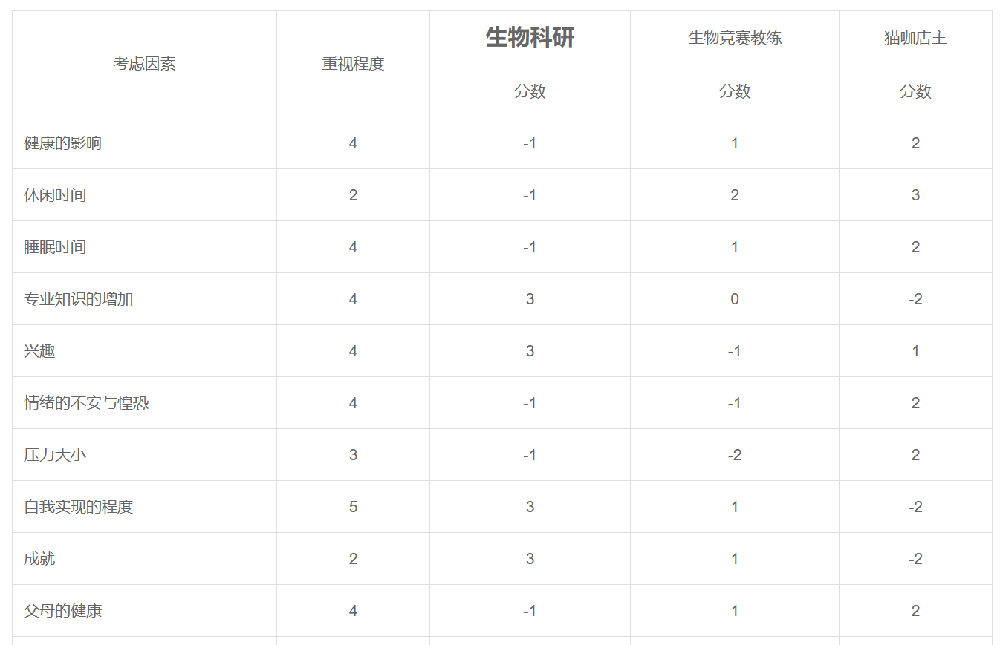 考虑因素 重视程度 生物科研 生物竞赛教练 猫咖店主
分数 分数 分数
健康的影响 4 -1 1 2
休闲时间 2 -1 2 3
睡眠时间 4 -1 1 2
专业知识的增加 4 3 0 -2
兴趣 4 3 -1 1
情绪的不安与惶恐 4 -1 -1 2
压力大小 3 -1 -2 2
自我实现的程度 5 3 1 -2
成就 2 3 1 -2
父母的健康 4 -1 1 2